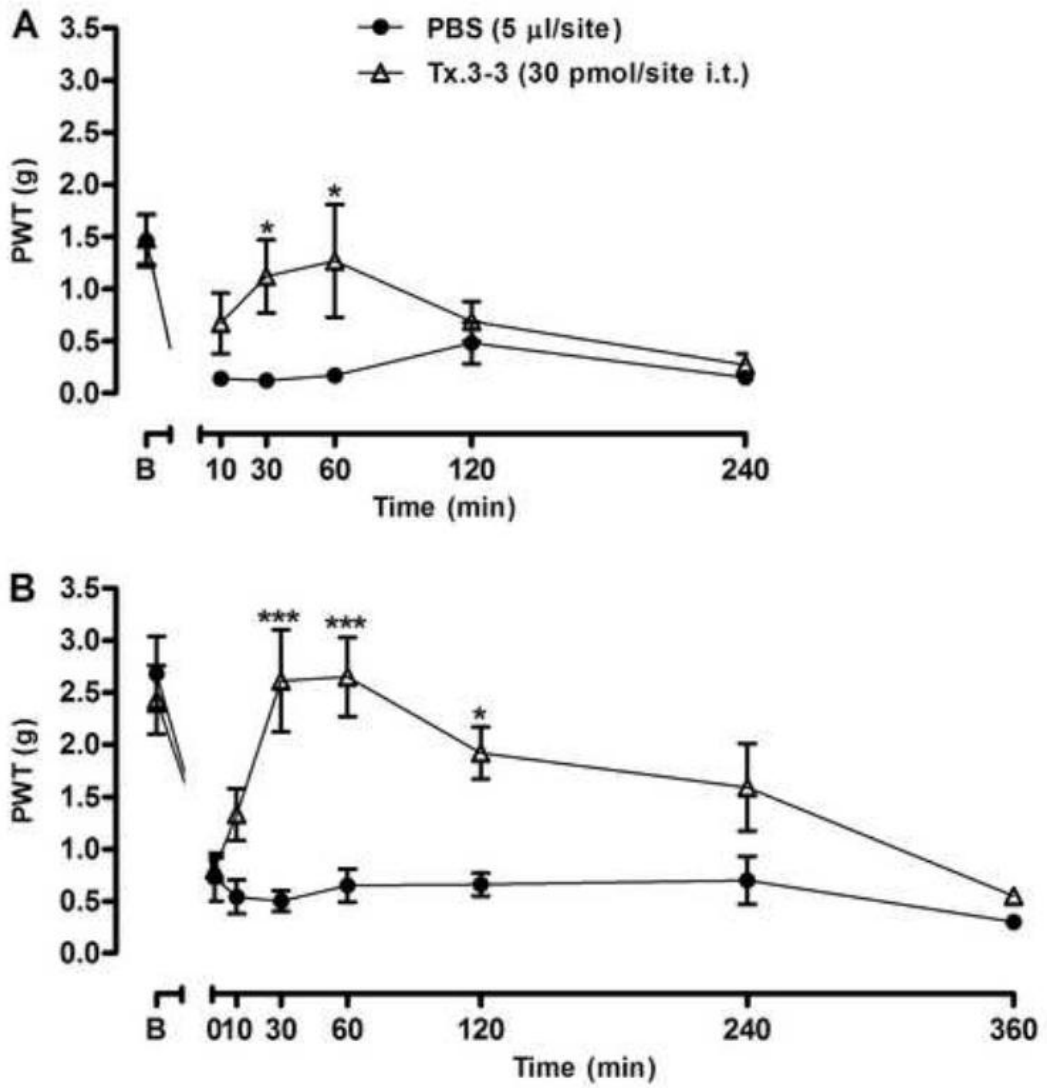 A
PBS (5 μl/site)
Tx.3-3 (30 pmol/site i.t.)
3.5
3.0
2.5
2.0
1.5
1.0
0.5
0.0
PWT (g)
*
*
B 10 30 60 120 240
Time (min)
B
3.5
3.0
2.5
2.0
1.5
1.0
0.5
0.0
PWT (g)
***
***
*
B 0 10 30 60 120 240 360
Time (min)